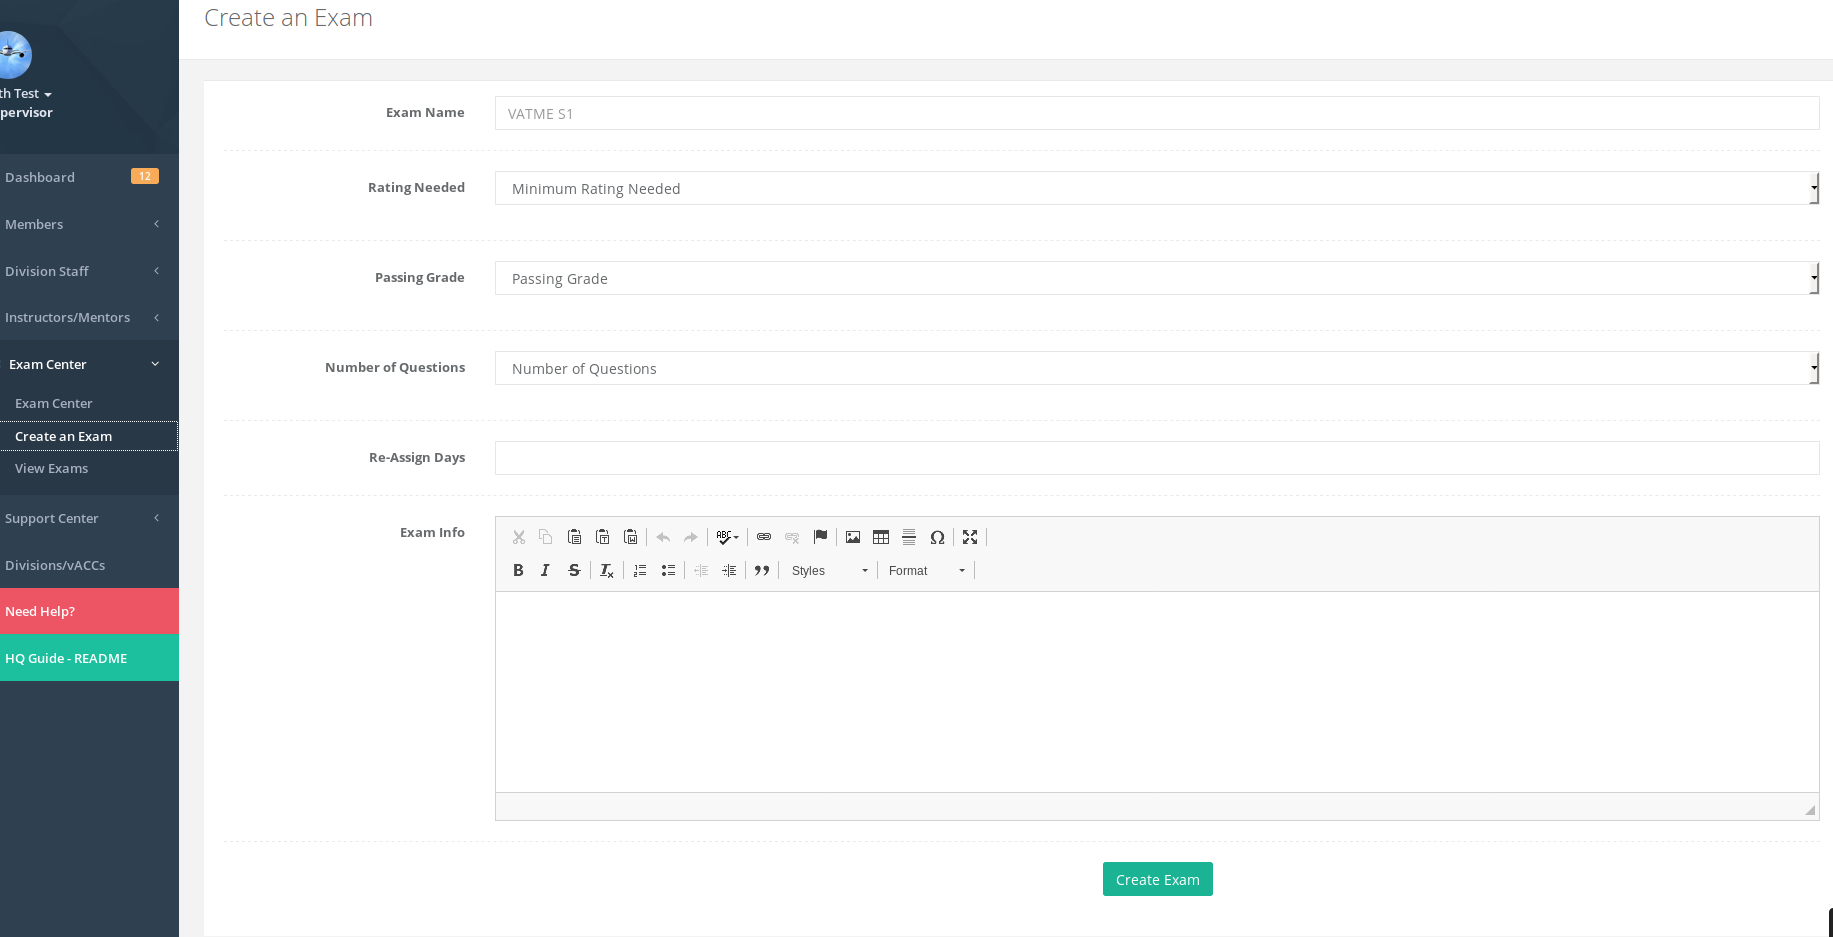 Create an Exam
th Test
pervisor
Dashboard 12
Members
Division Staff
Instructors/Mentors
Exam Center
Exam Center
Create an Exam
View Exams
Support Center
Divisions/vACCs
Need Help?
HQ Guide - README
Exam Name VATME S1
Rating Needed Minimum Rating Needed
Passing Grade Passing Grade
Number of Questions Number of Questions
Re-Assign Days
Exam Info
ABC
Styles Format
Create Exam